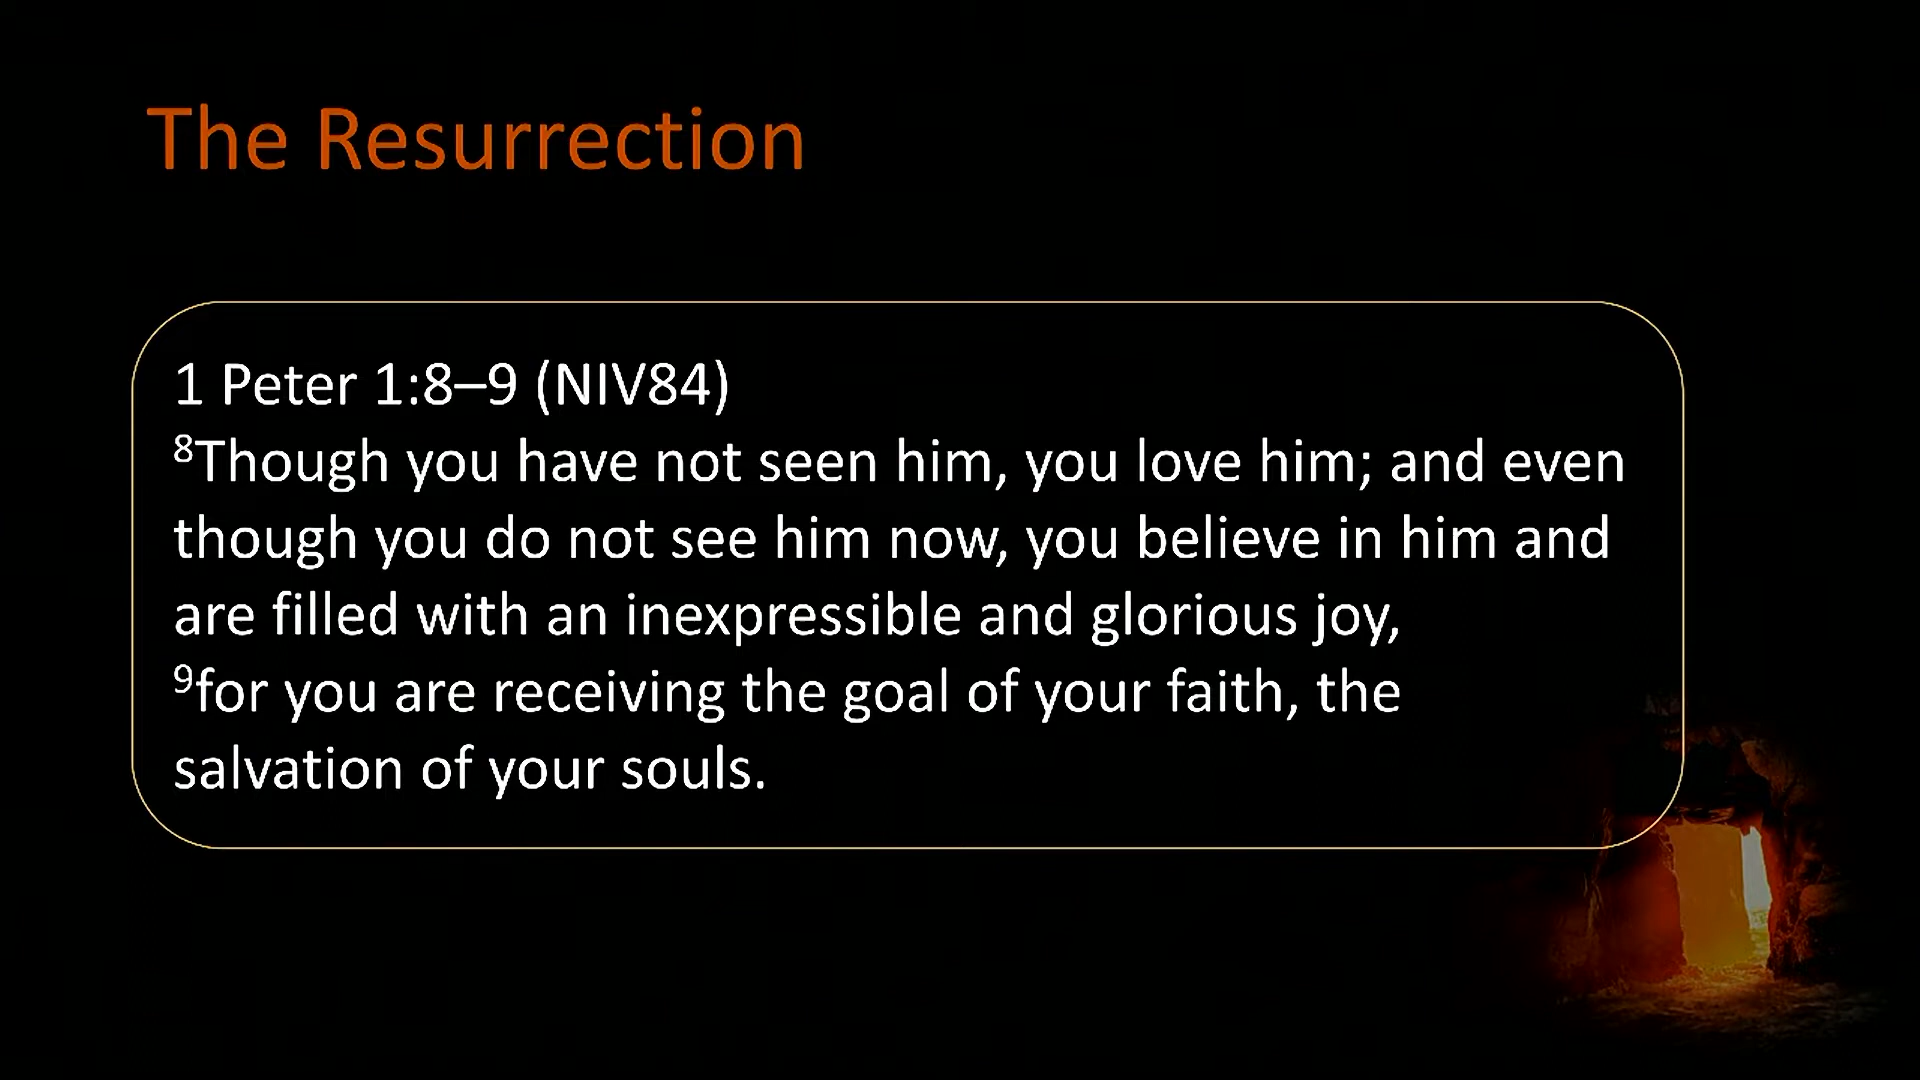 The Resurrection
1 Peter 1:8–9 (NIV84)
⁸Though you have not seen him, you love him; and even
though you do not see him now, you believe in him and
are filled with an inexpressible and glorious joy,
⁹for you are receiving the goal of your faith, the
salvation of your souls.